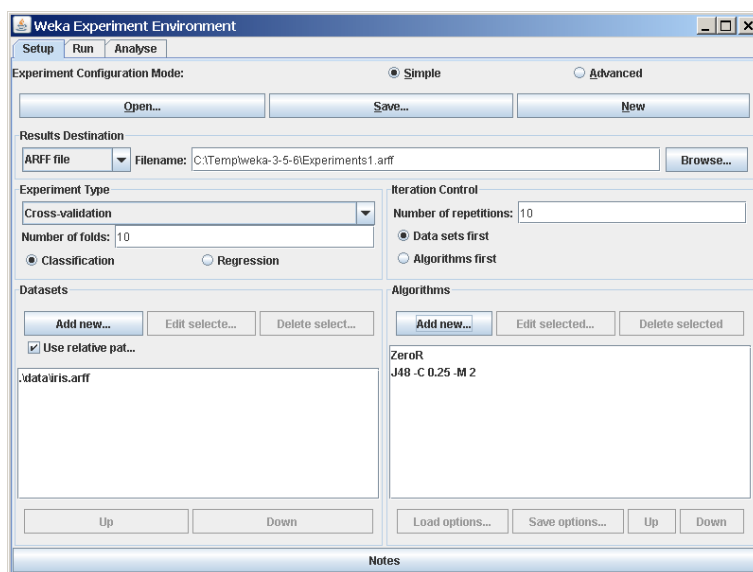 Weka Experiment Environment
Setup Run Analyse
Experiment Configuration Mode: Simple Advanced
Open... Save... New
Results Destination
ARFF file Filename: C:\Temp\weka-3-5-6\Experiments1.arff Browse...
Experiment Type Iteration Control
Cross-validation Number of repetitions: 10
Number of folds: 10 Data sets first
Classification Regression Algorithms first
Datasets Algorithms
Add new... Edit selecte... Delete select... Add new... Edit selected... Delete selected
Use relative pat...
.\data\iris.arff ZeroR
J48 -C 0.25 -M 2
Up Down Load options... Save options... Up Down
Notes